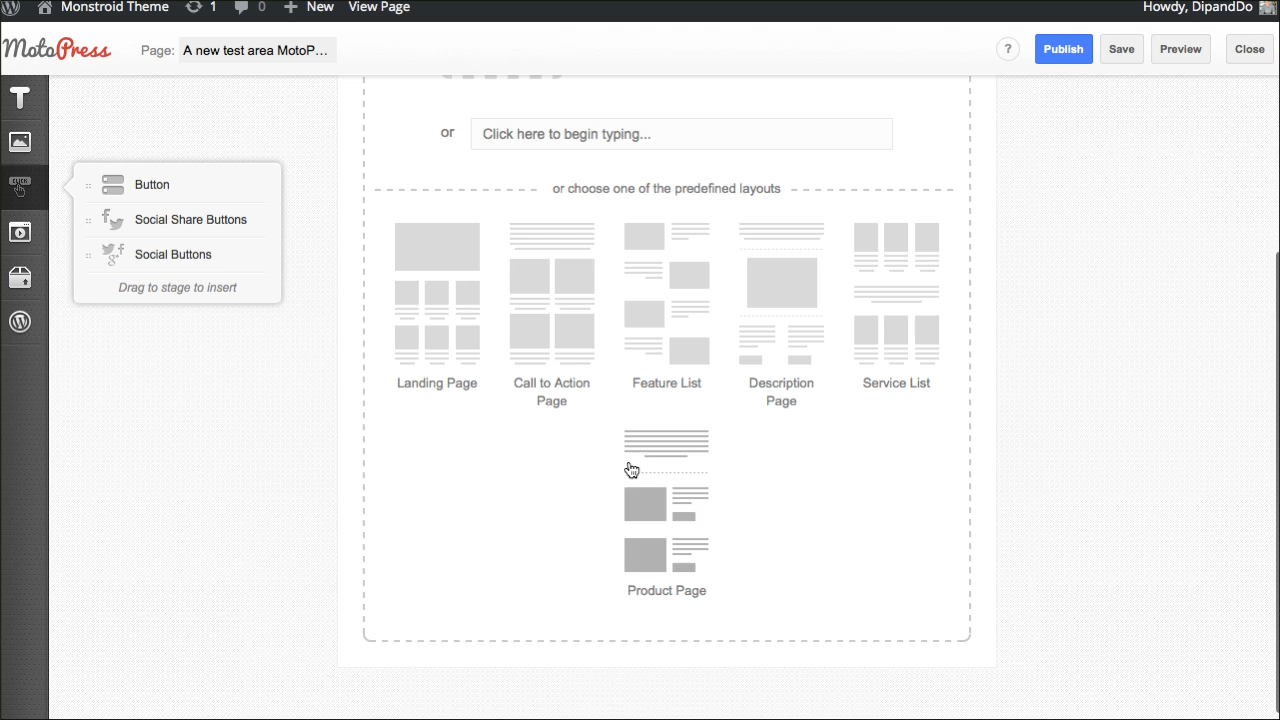 Monstroid Theme 1 0 New View Page Howdy, DipandDo
MotoPress Page: A new test area MotoP... ? Publish Save Preview Close
T
or Click here to begin typing...
or choose one of the predefined layouts
CLICK
Button
Social Share Buttons
Social Buttons
Drag to stage to insert
Landing Page
Call to Action
Page
Feature List
Description
Page
Service List
Product Page